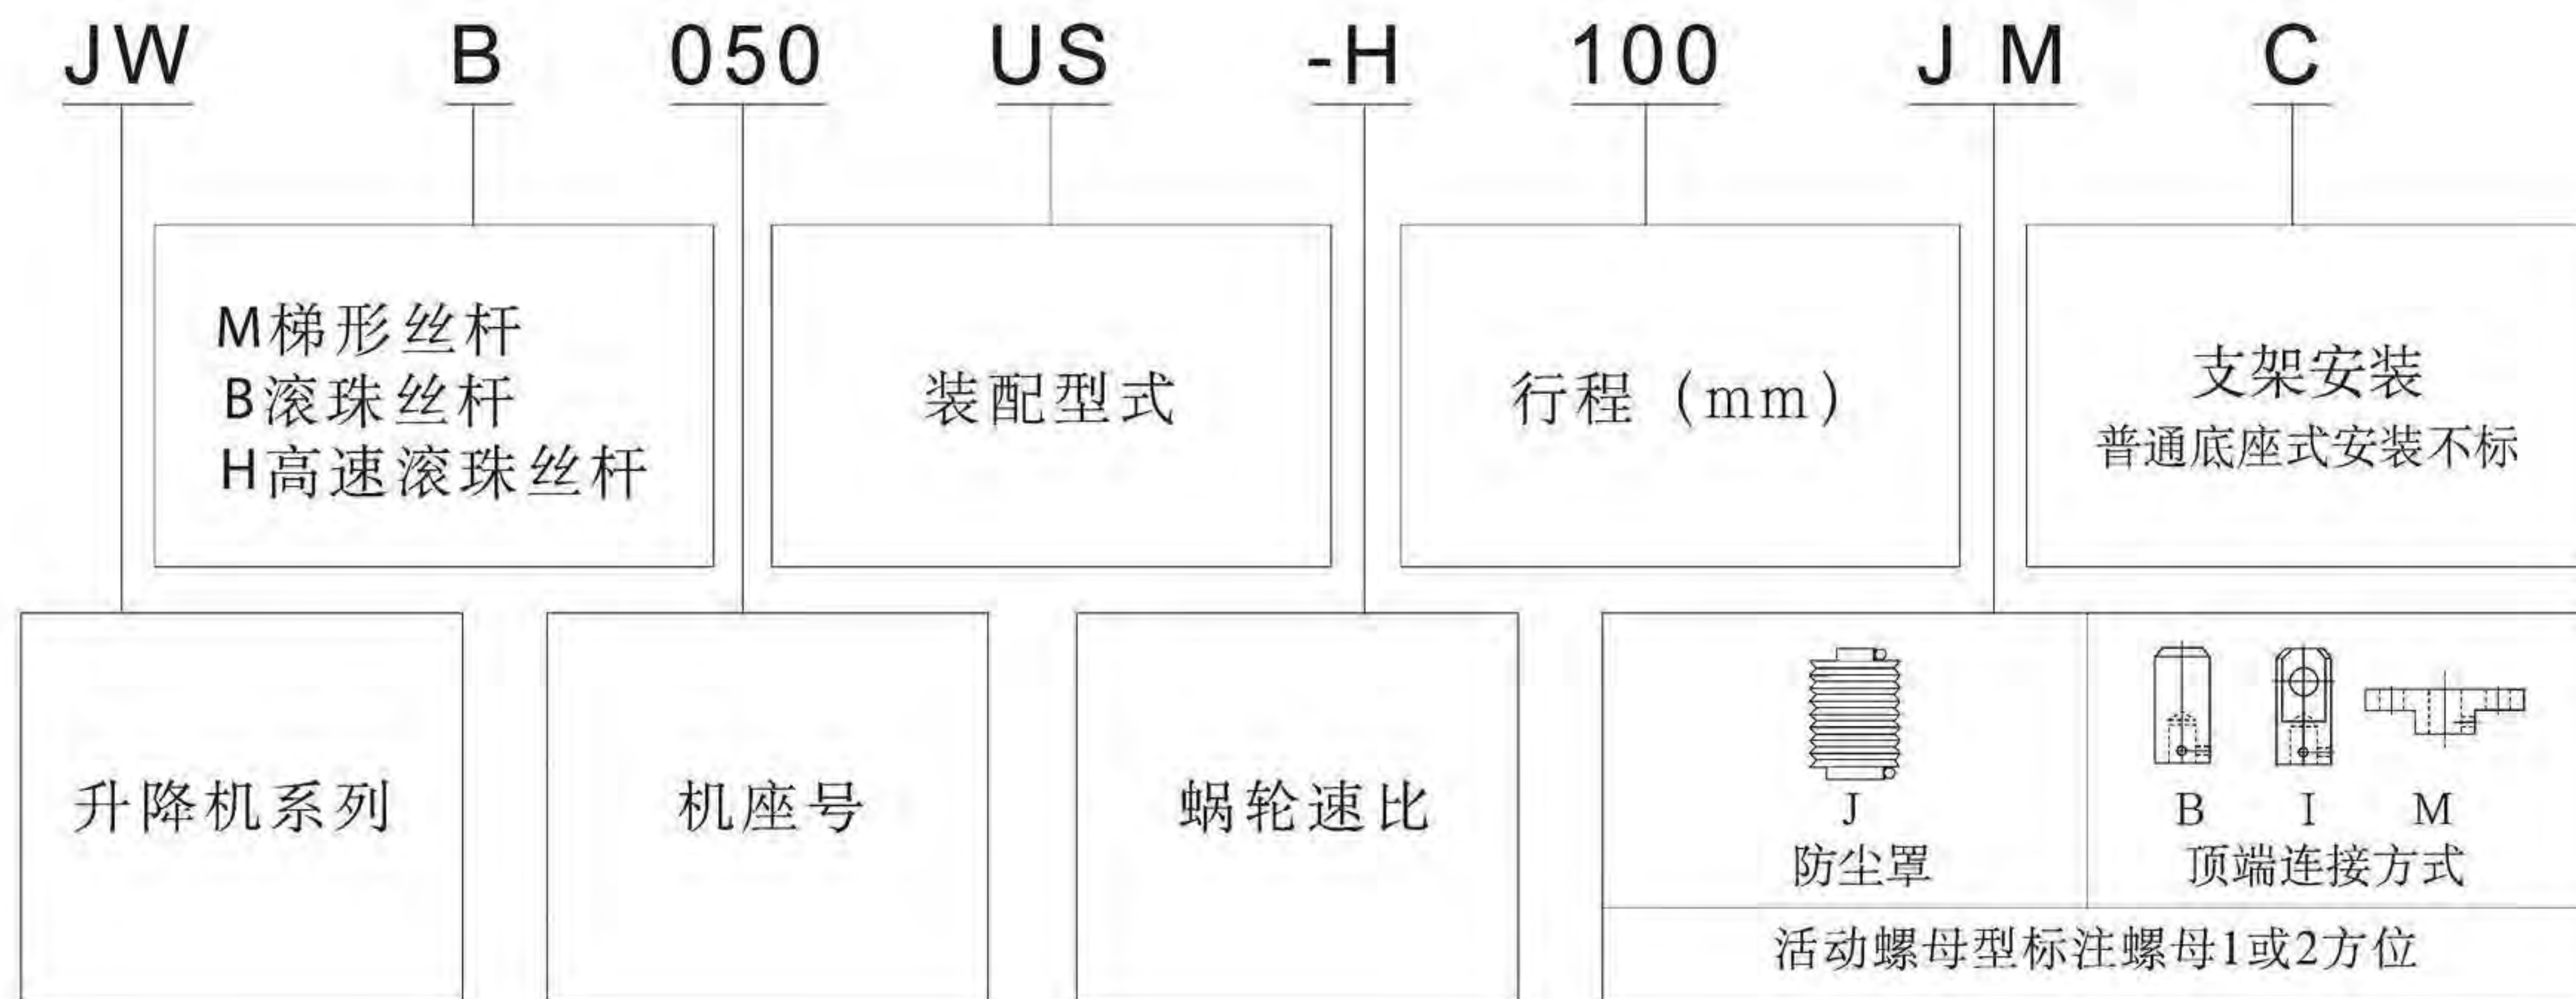 JW B 050 US -H 100 J M C
M梯形丝杆
B滚珠丝杆
H高速滚珠丝杆
装配型式
行程（mm）
支架安装
普通底座式安装不标
升降机系列
机座号
蜗轮速比
J
防尘罩
B I M
顶端连接方式
活动螺母型标注螺母1或2方位